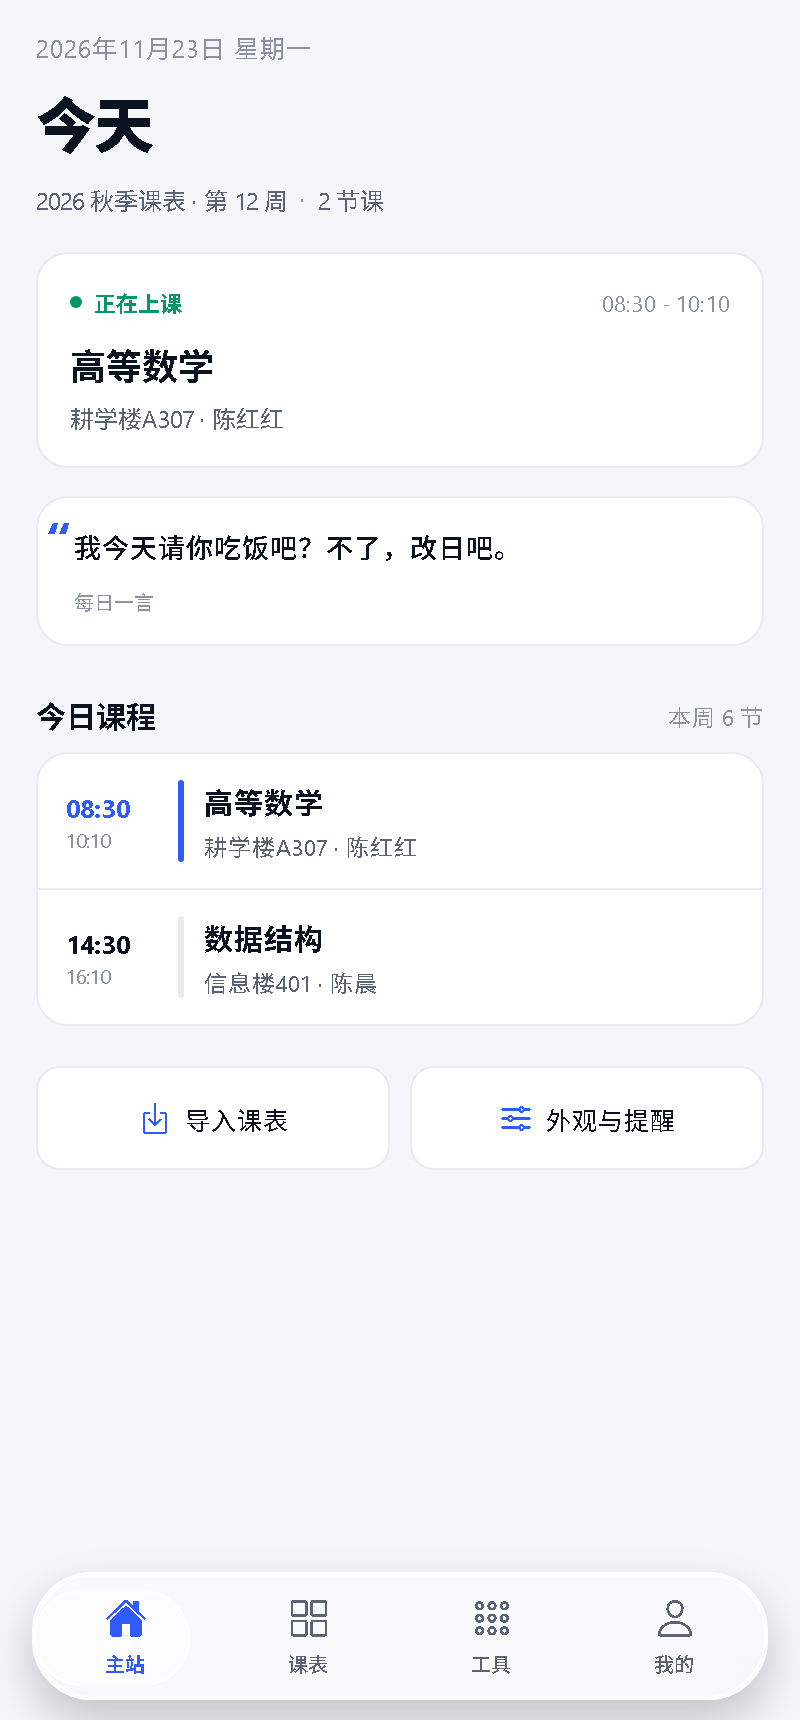 2026年11月23日 星期一
今天
2026 秋季课表 · 第 12 周 · 2 节课
正在上课 08:30 - 10:10
高等数学
耕学楼A307 · 陈红红
“我今天请你吃饭吧？不了，改日吧。
每日一言
今日课程 本周 6 节
08:30 高等数学
10:10 耕学楼A307 · 陈红红
14:30 数据结构
16:10 信息楼401 · 陈晨
导入课表 外观与提醒
主站 课表 工具 我的